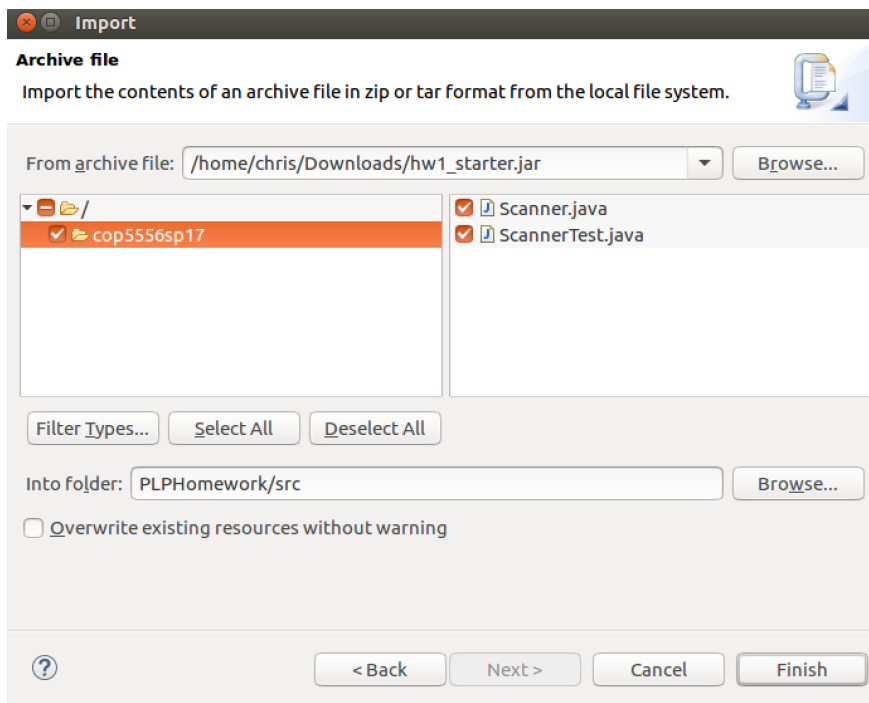 Import
Archive file
Import the contents of an archive file in zip or tar format from the local file system.
From archive file: /home/chris/Downloads/hw1_starter.jar Browse...
/
cop5556sp17
Scanner.java
ScannerTest.java
Filter Types... Select All Deselect All
Into folder: PLPHomework/src Browse...
Overwrite existing resources without warning
? < Back Next > Cancel Finish